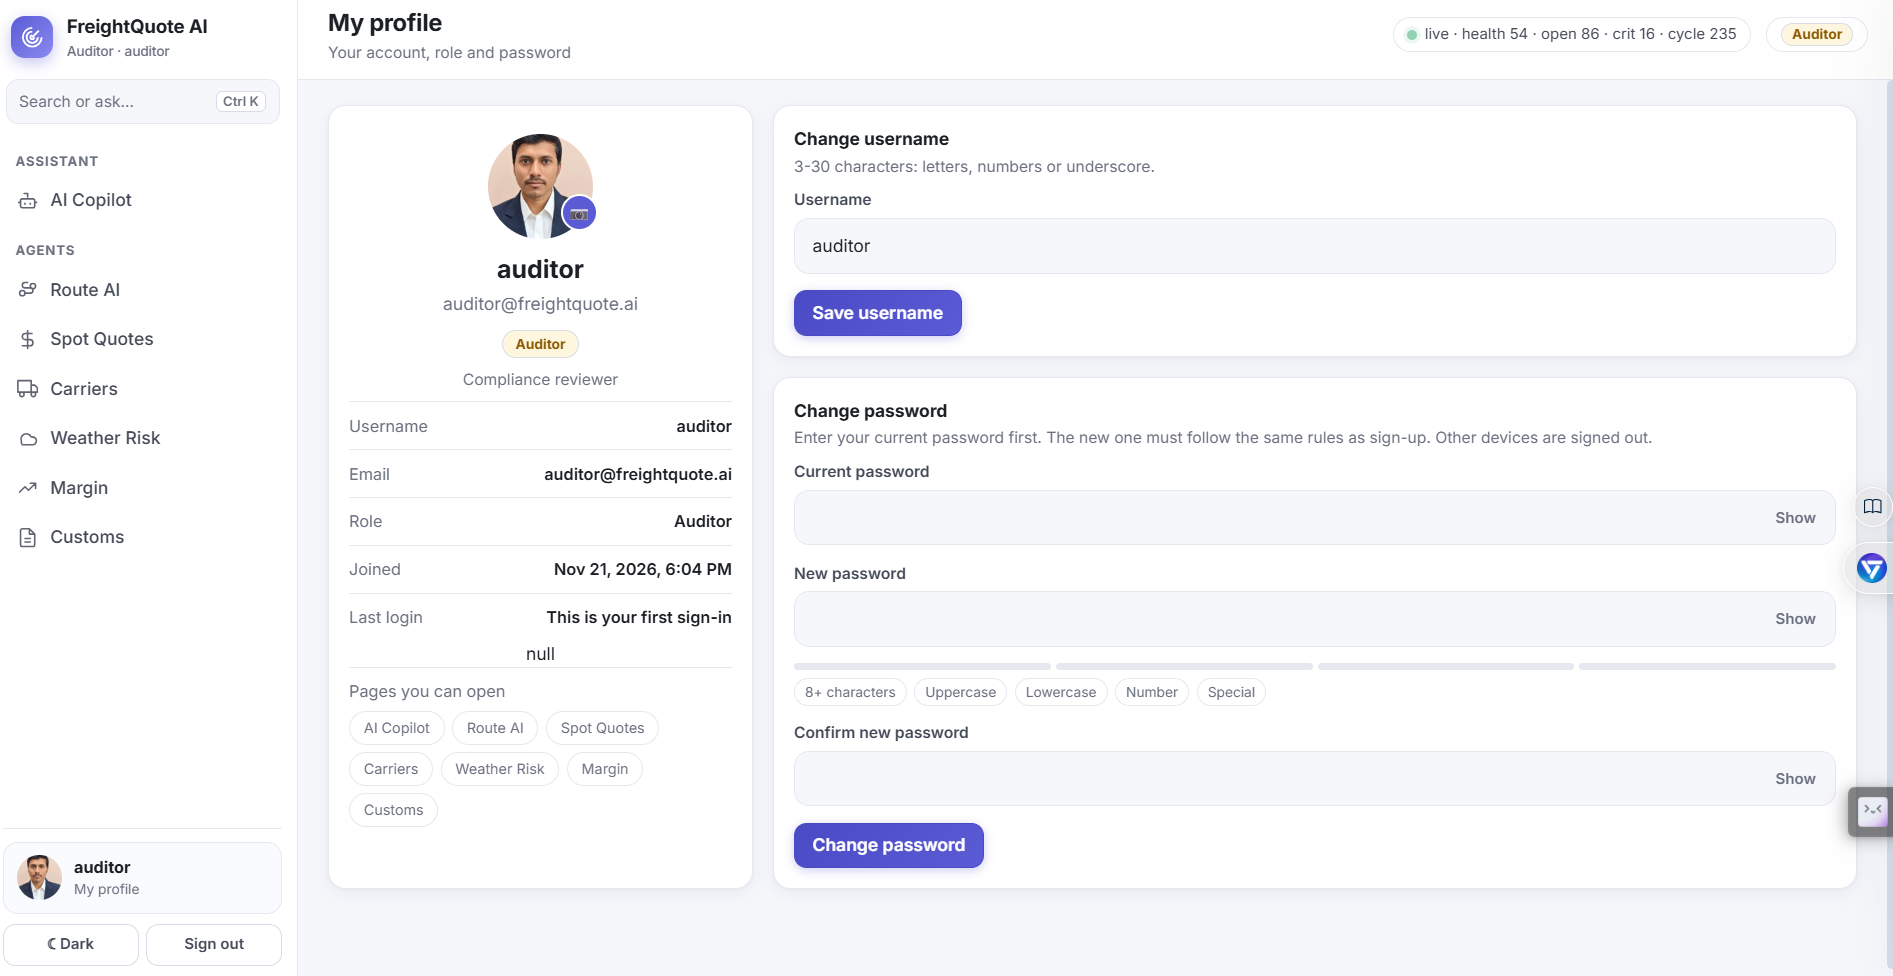 FreightQuote AI
Auditor · auditor
Search or ask...
Ctrl K
ASSISTANT
AI Copilot
AGENTS
Route AI
Spot Quotes
Carriers
Weather Risk
Margin
Customs
auditor
My profile
Dark
Sign out
My profile
Your account, role and password
live · health 54 · open 86 · crit 16 · cycle 235
Auditor
auditor
auditor@freightquote.ai
Auditor
Compliance reviewer
Username auditor
Email auditor@freightquote.ai
Role Auditor
Joined Nov 21, 2026, 6:04 PM
Last login This is your first sign-in
null
Pages you can open
AI Copilot Route AI Spot Quotes
Carriers Weather Risk Margin
Customs
Change username
3-30 characters: letters, numbers or underscore.
Username
auditor
Save username
Change password
Enter your current password first. The new one must follow the same rules as sign-up. Other devices are signed out.
Current password
Show
New password
Show
8+ characters Uppercase Lowercase Number Special
Confirm new password
Show
Change password